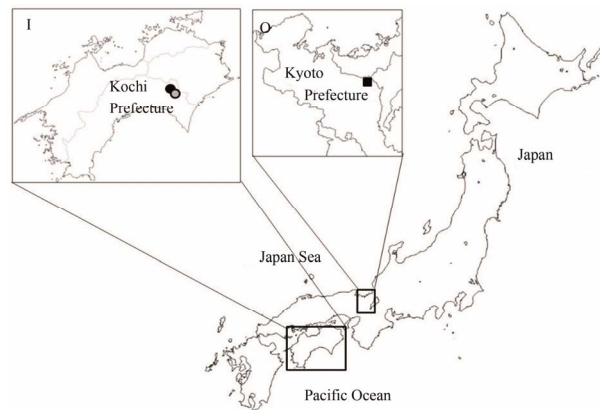 I
Kochi
Prefecture
O
Kyoto
Prefecture
Japan
Japan Sea
Pacific Ocean